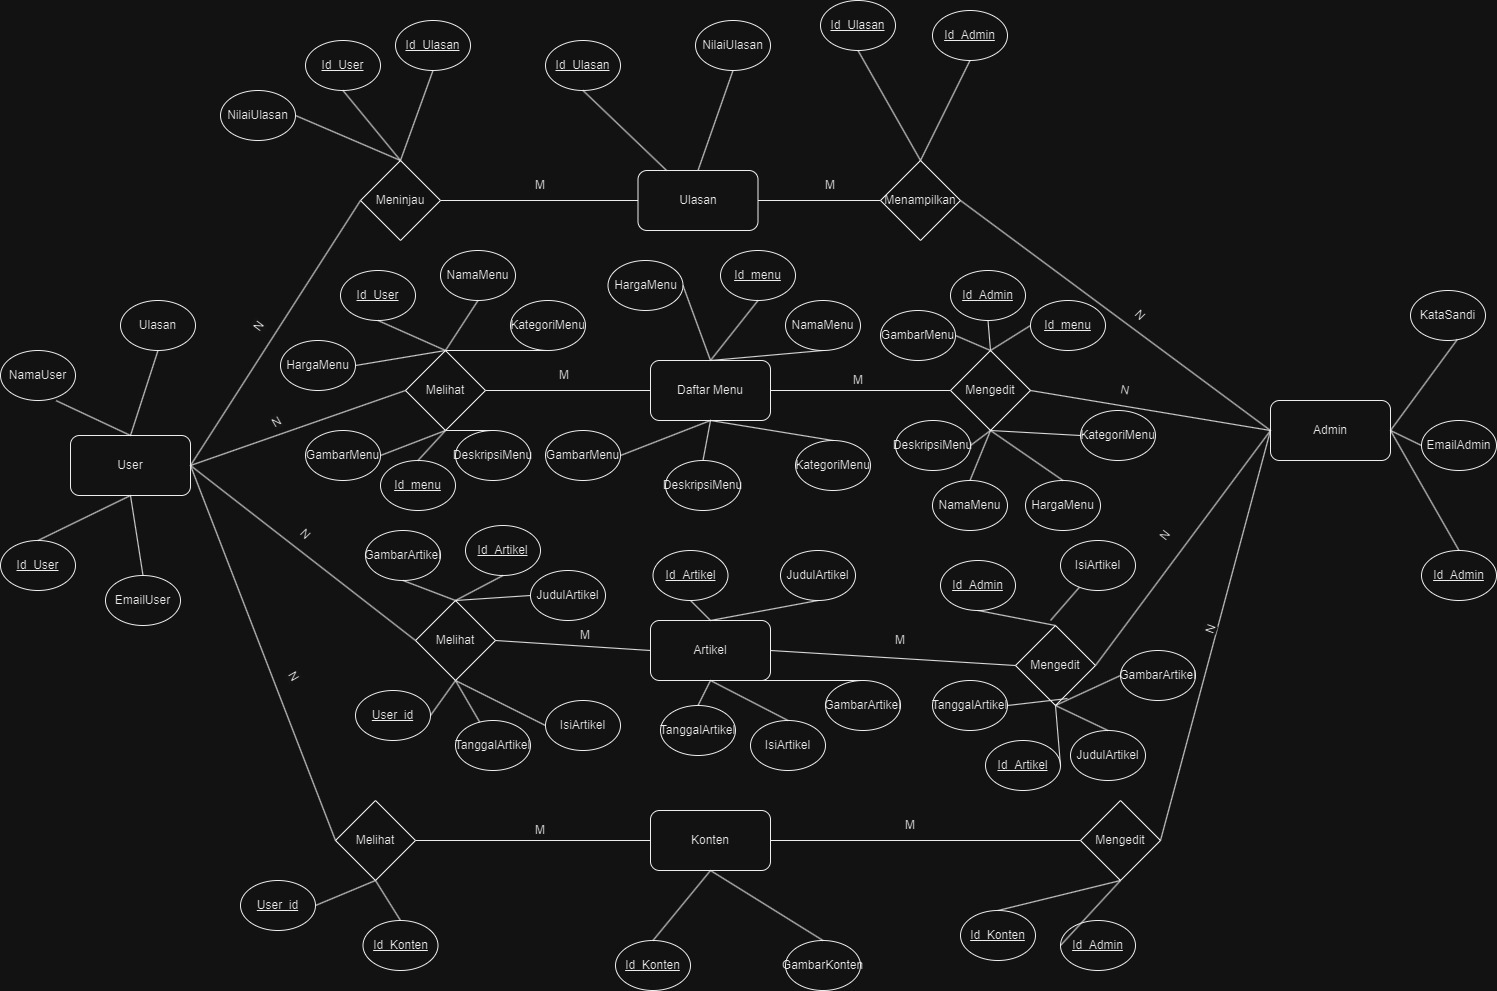 Id_Ulasan
Id_Admin
Id_Ulasan
NilaiUlasan
Id_User
Id_Ulasan
NilaiUlasan
Meninjau
M
Ulasan
M
Menampilkan
N
N
Id_User
NamaMenu
KategoriMenu
HargaMenu
Melihat
M
GambarMenu
Id_menu
DeskripsiMenu
N
HargaMenu
Id_menu
NamaMenu
Daftar Menu
GambarMenu
DeskripsiMenu
KategoriMenu
M
Id_Admin
Id_menu
GambarMenu
Mengedit
N
DeskripsiMenu
KategoriMenu
NamaMenu
HargaMenu
Ulasan
NamaUser
User
Id_User
EmailUser
KataSandi
Admin
EmailAdmin
Id_Admin
N
GambarArtikel
Id_Artikel
JudulArtikel
Melihat
M
User_id
TanggalArtikel
IsiArtikel
Id_Artikel
JudulArtikel
Artikel
TanggalArtikel
IsiArtikel
GambarArtikel
M
Id_Admin
IsiArtikel
N
Mengedit
GambarArtikel
TanggalArtikel
Id_Artikel
JudulArtikel
N
N
Melihat
M
Konten
M
Mengedit
User_id
Id_Konten
Id_Konten
GambarKonten
Id_Konten
Id_Admin